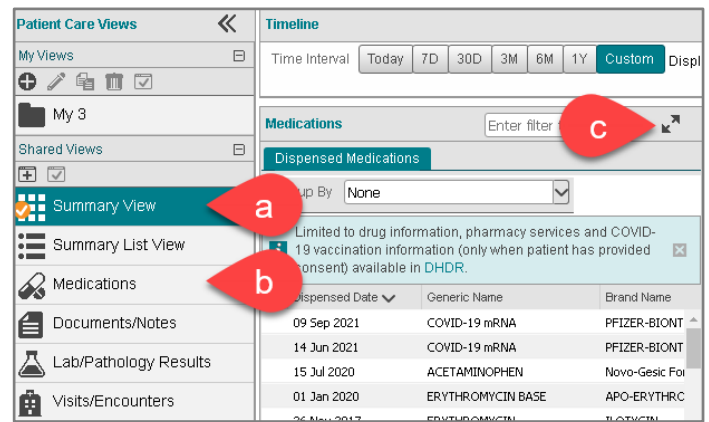 Patient Care Views
My Views
My 3
Shared Views
Summary View
Summary List View
Medications
Documents/Notes
Lab/Pathology Results
Visits/Encounters
Timeline
Time Interval Today 7D 30D 3M 6M 1Y Custom Displ
Medications Enter filter
Dispensed Medications
up By None
Limited to drug information, pharmacy services and COVID-
19 vaccination information (only when patient has provided
consent) available in DHDR.
Dispensed Date Generic Name Brand Name
09 Sep 2021 COVID-19 mRNA PFIZER-BIONT
14 Jun 2021 COVID-19 mRNA PFIZER-BIONT
15 Jul 2020 ACETAMINOPHEN Novo-Gesic For
01 Jan 2020 ERYTHROMYCIN BASE APO-ERYTHRC
a
b
c